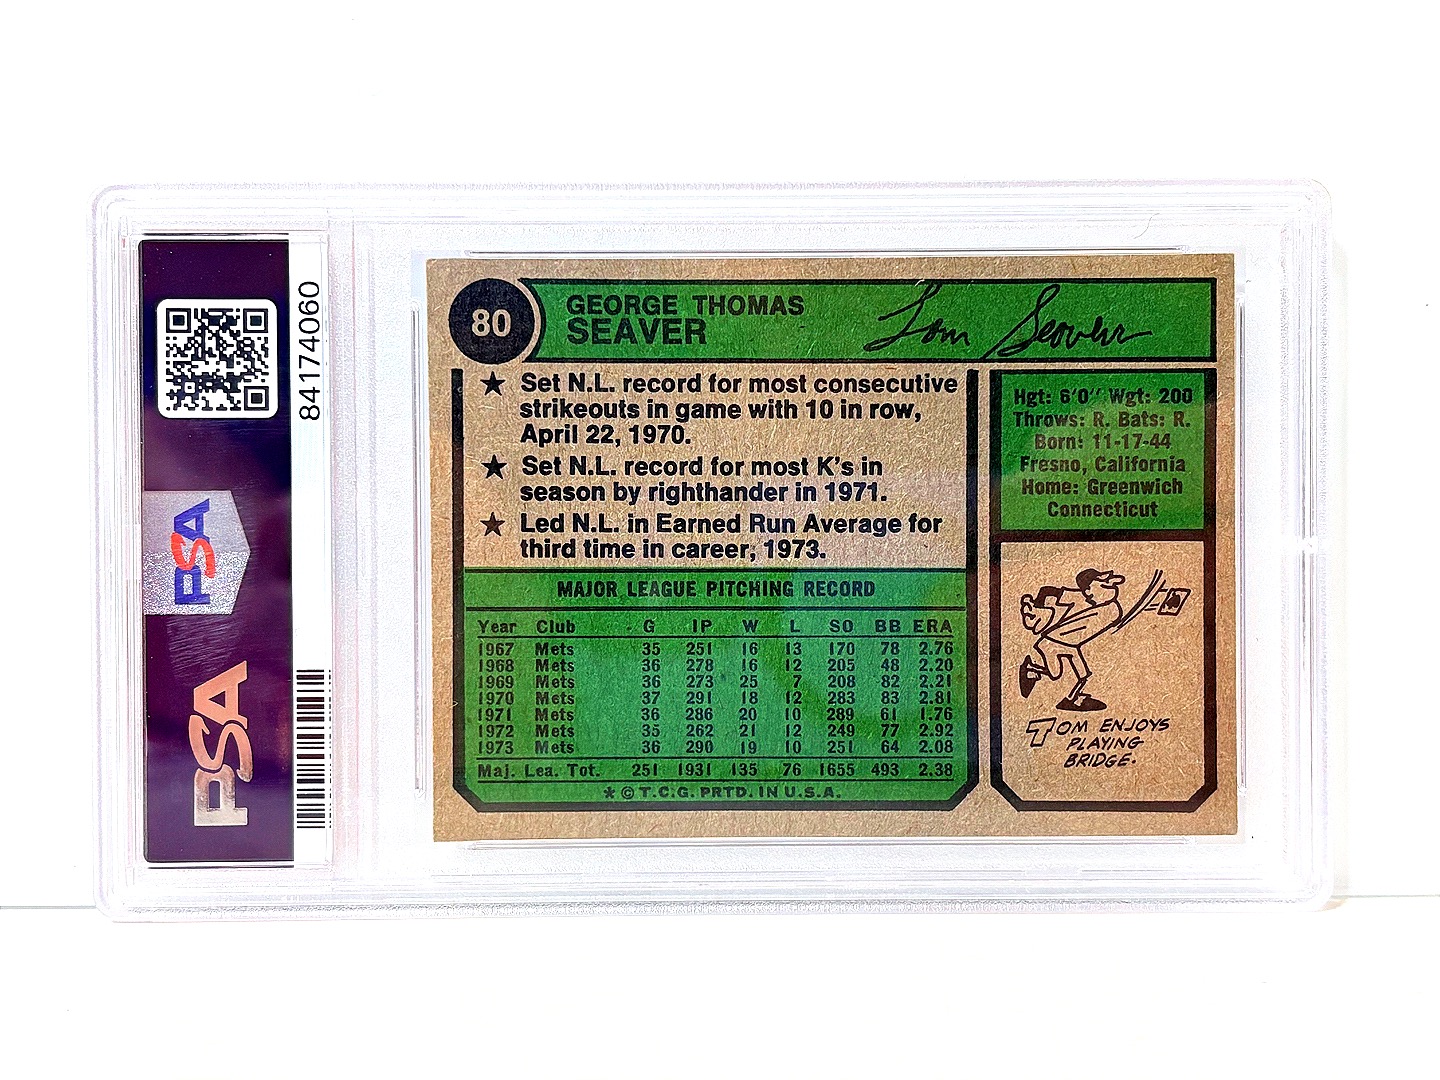 84174060
PSA
PSA
80
GEORGE THOMAS
SEAVER
Tom Seaver
★ Set N.L. record for most consecutive
strikeouts in game with 10 in row,
April 22, 1970.
★ Set N.L. record for most K's in
season by righthander in 1971.
★ Led N.L. in Earned Run Average for
third time in career, 1973.
MAJOR LEAGUE PITCHING RECORD
Year Club G IP W L SO BB ERA
1967 Mets 35 251 16 13 170 78 2.76
1968 Mets 36 278 16 12 205 48 2.20
1969 Mets 36 273 25 7 208 82 2.21
1970 Mets 37 291 18 12 283 83 2.81
1971 Mets 36 286 20 10 289 61 1.76
1972 Mets 35 262 21 12 249 77 2.92
1973 Mets 36 290 19 10 251 64 2.08
Maj. Lea. Tot. 251 1931 135 76 1655 493 2.38
* © T.C.G. PRTD. IN U.S.A.
Hgt: 6'0" Wgt: 200
Throws: R. Bats: R.
Born: 11-17-44
Fresno, California
Home: Greenwich
Connecticut
TOM ENJOYS
PLAYING
BRIDGE.